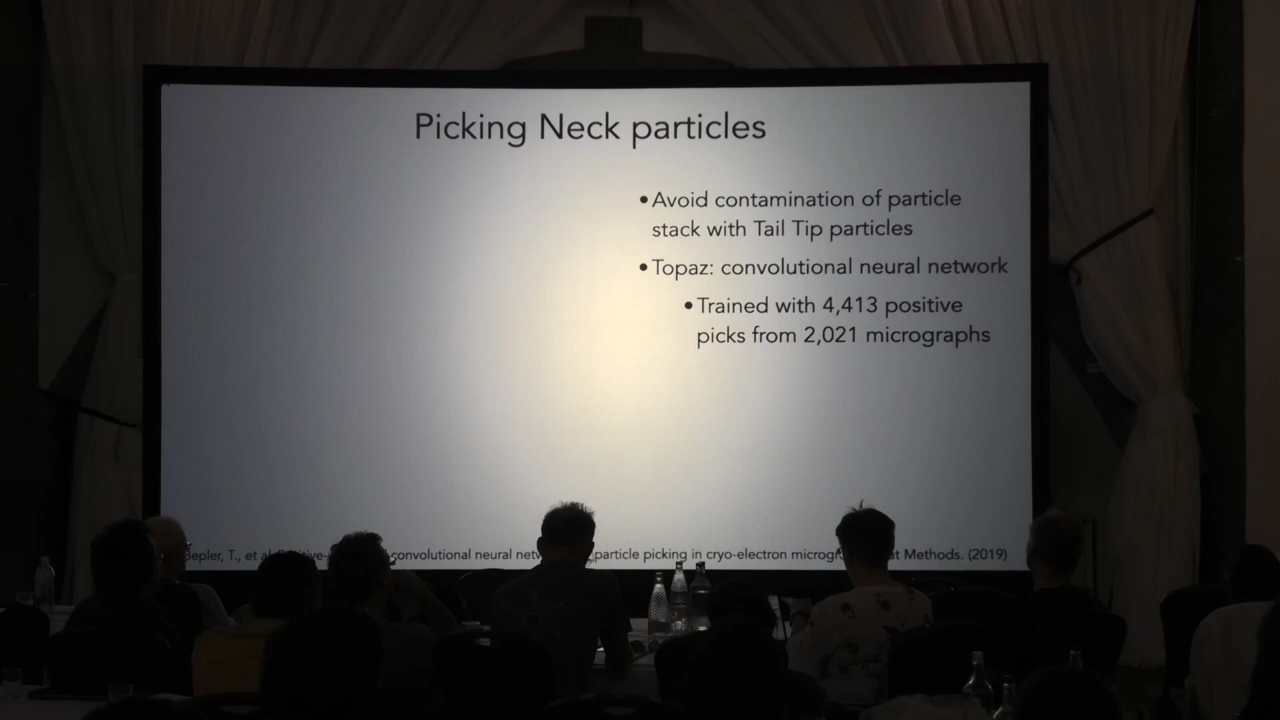 Picking Neck particles
•Avoid contamination of particle
stack with Tail Tip particles
•Topaz: convolutional neural network
•Trained with 4,413 positive
picks from 2,021 micrographs
Bepler, T., et al convolutional neural particle picking in cryo-electron Methods. (2019)